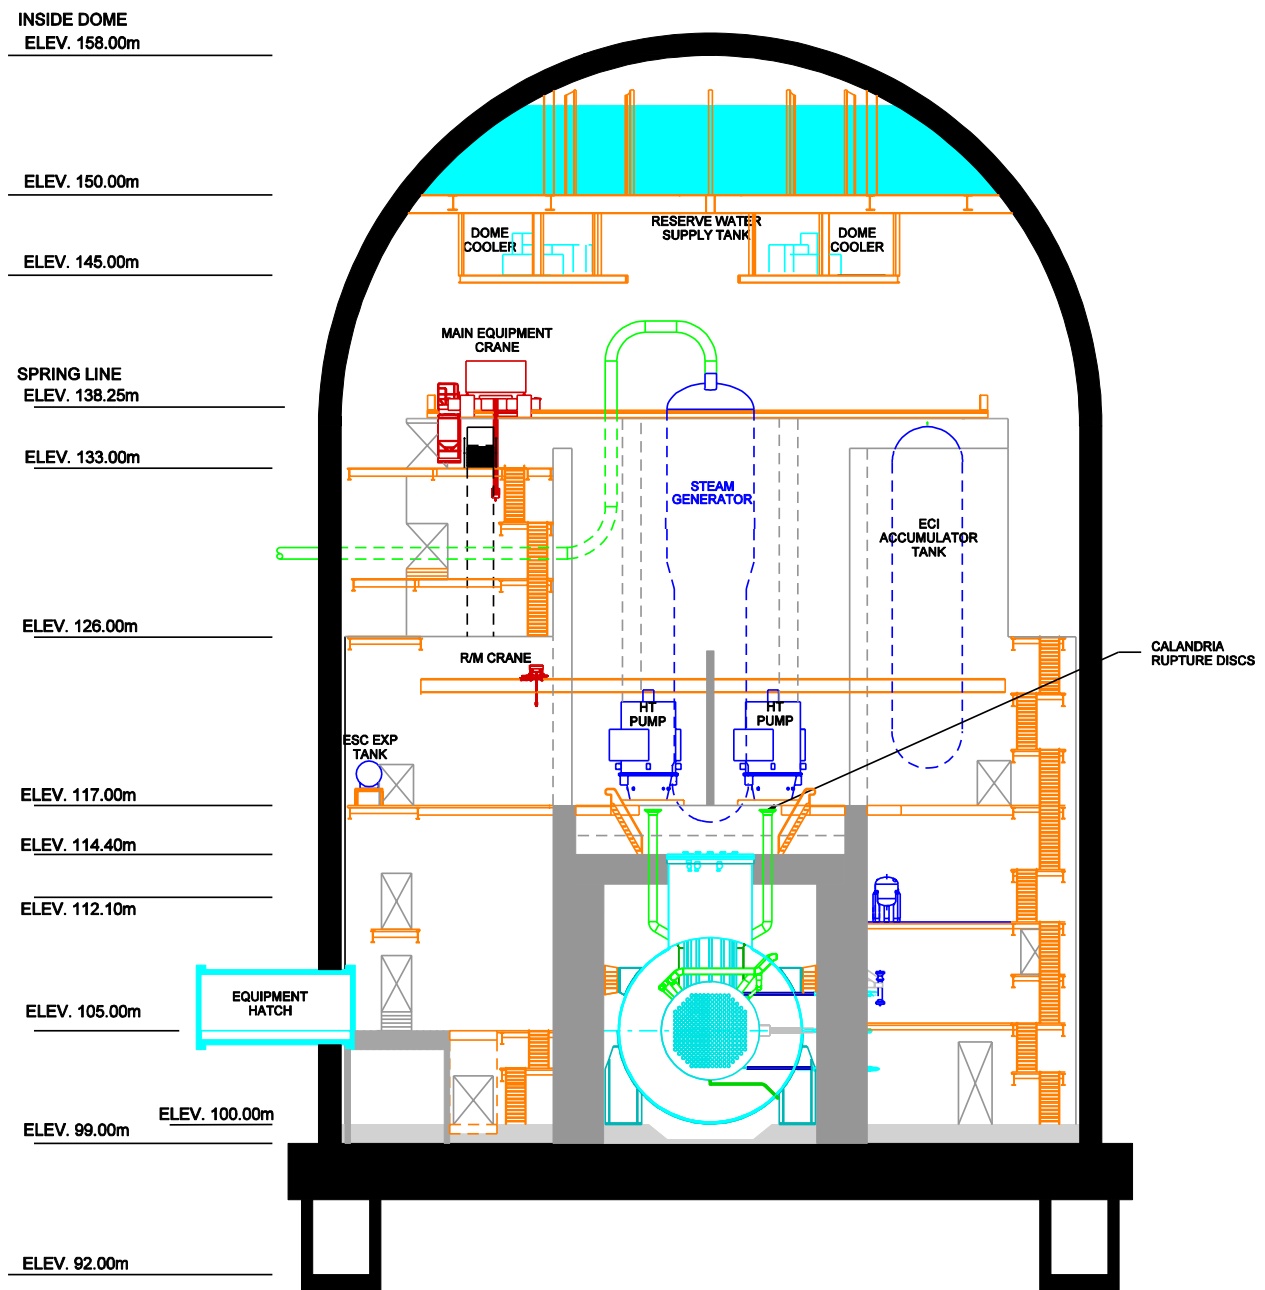 INSIDE DOME
ELEV. 158.00m
ELEV. 150.00m
RESERVE WATER
SUPPLY TANK
DOME
COOLER
DOME
COOLER
ELEV. 145.00m
MAIN EQUIPMENT
CRANE
SPRING LINE
ELEV. 138.25m
ELEV. 133.00m
STEAM
GENERATOR
ECI
ACCUMULATOR
TANK
ELEV. 126.00m
R/M CRANE
CALANDRIA
RUPTURE DISCS
HT
PUMP
HT
PUMP
ESC EXP
TANK
ELEV. 117.00m
ELEV. 114.40m
ELEV. 112.10m
EQUIPMENT
HATCH
ELEV. 105.00m
ELEV. 100.00m
ELEV. 99.00m
ELEV. 92.00m